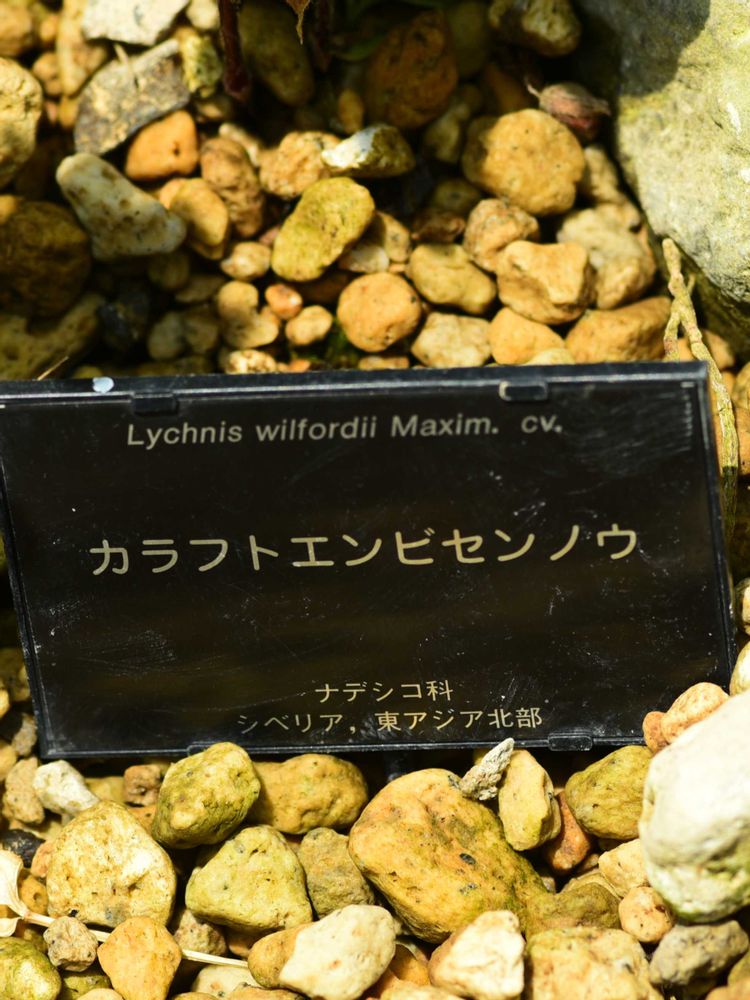 Lychnis wilfordii Maxim. cv.
カラフトエンビセンノウ
ナデシコ科
シベリア, 東アジア北部